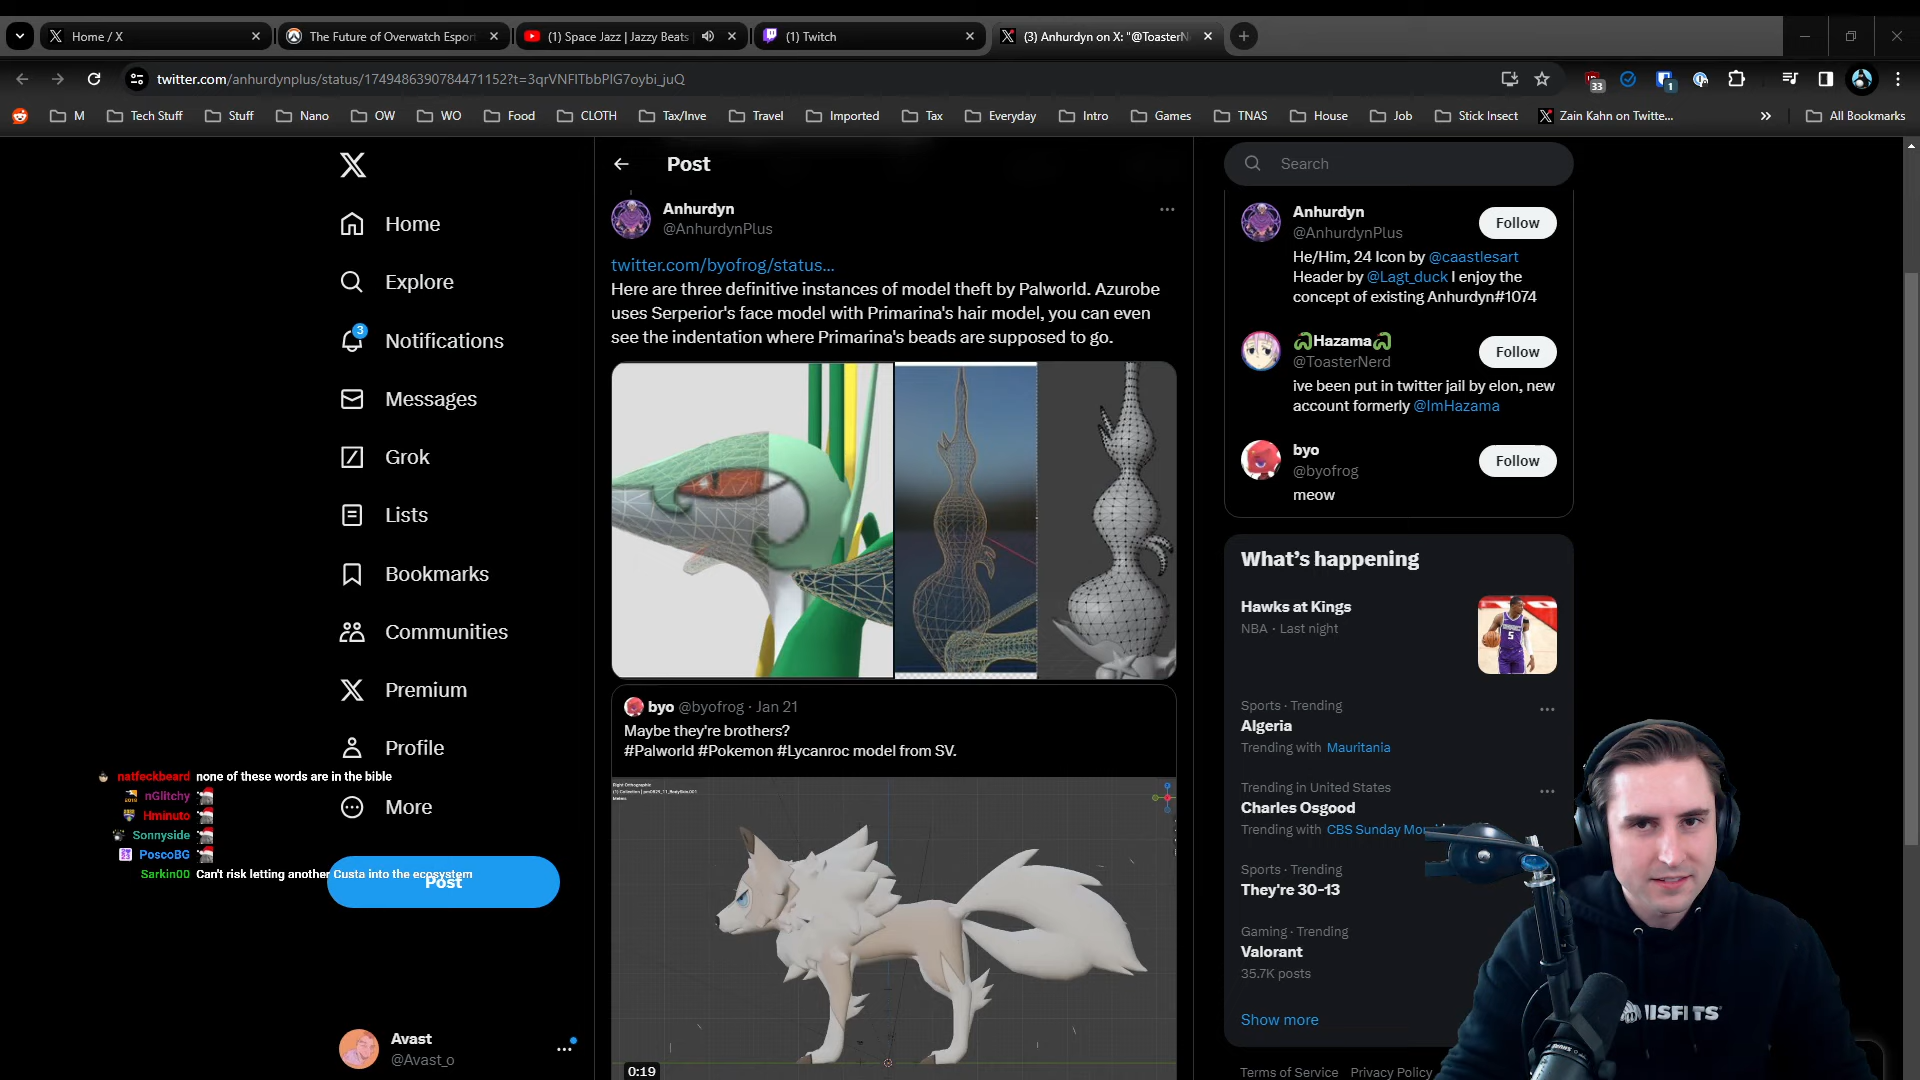 Home / X
The Future of Overwatch Esport
(1) Space Jazz | Jazzy Beats
(1) Twitch
(3) Anhurdyn on X: "@ToasterN
twitter.com/anhurdynplus/status/1749486390784471152?t=3qrVNFITbbPIG7oybi_juQ
33
1
M
Tech Stuff
Stuff
Nano
OW
WO
Food
CLOTH
Tax/Inve
Travel
Imported
Tax
Everyday
Intro
Games
TNAS
House
Job
Stick Insect
Zain Kahn on Twitte...
»
All Bookmarks
Home
Explore
3
Notifications
Messages
Grok
Lists
Bookmarks
Communities
Premium
Profile
More
Post
natfeckbeard none of these words are in the bible
nGlitchy
Hminuto
Sonnyside
PoscoBG
Sarkin00 Can't risk letting another Custa into the ecosystem
Avast
@Avast_o
Post
Anhurdyn
@AnhurdynPlus
twitter.com/byofrog/status...
Here are three definitive instances of model theft by Palworld. Azurobe
uses Serperior's face model with Primarina's hair model, you can even
see the indentation where Primarina's beads are supposed to go.
byo @byofrog · Jan 21
Maybe they're brothers?
#Palworld #Pokemon #Lycanroc model from SV.
Right Orthographic
0:19
Search
Anhurdyn
@AnhurdynPlus
Follow
He/Him, 24 Icon by @caastlesart
Header by @Lagt_duck I enjoy the
concept of existing Anhurdyn#1074
Hazama
@ToasterNerd
Follow
ive been put in twitter jail by elon, new
account formerly @ImHazama
byo
@byofrog
Follow
meow
What's happening
Hawks at Kings
NBA · Last night
Sports · Trending
Algeria
Trending with Mauritania
Trending in United States
Charles Osgood
Trending with CBS Sunday
Sports · Trending
They're 30-13
Gaming · Trending
Valorant
35.7K posts
Show more
Terms of Service Privacy Policy
MISFITS